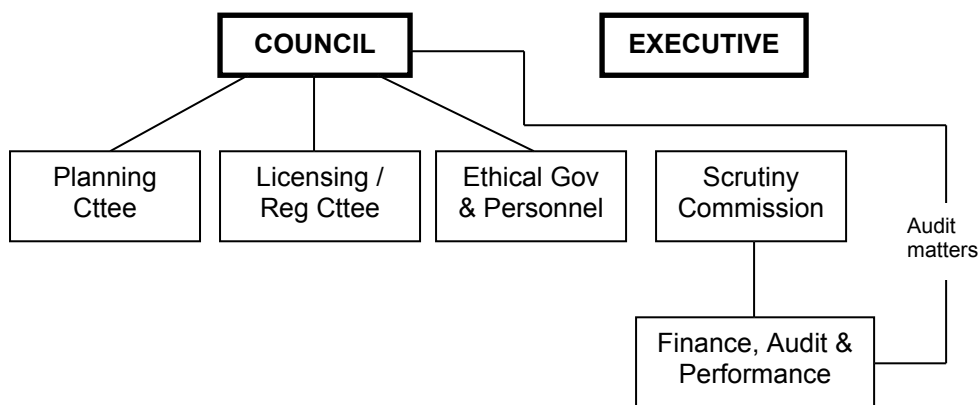 COUNCIL
EXECUTIVE
Planning
Cttee
Licensing /
Reg Cttee
Ethical Gov
& Personnel
Scrutiny
Commission
Audit
matters
Finance, Audit &
Performance